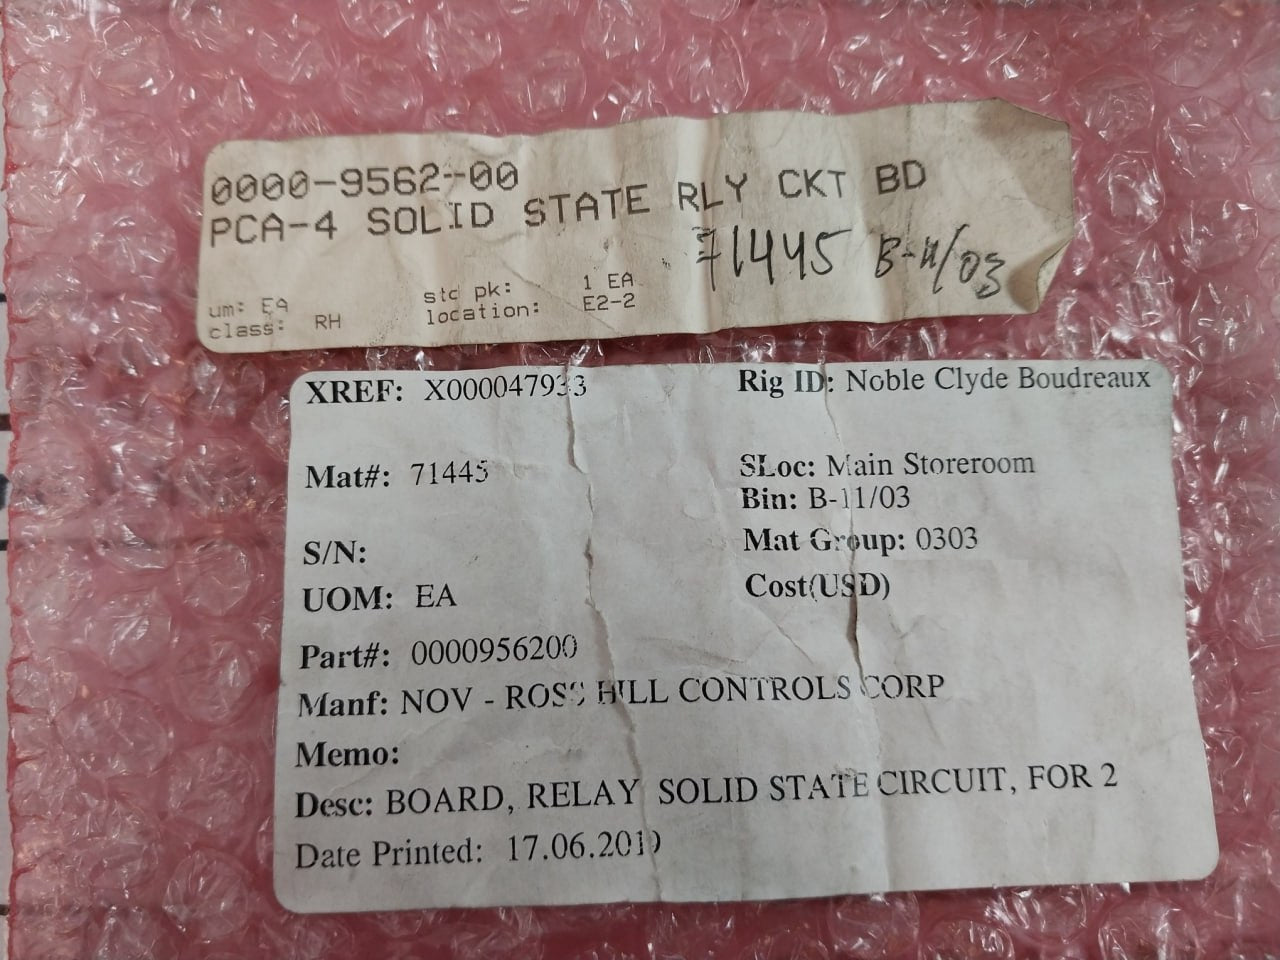 0000-9562-00
PCA-4 SOLID STATE RLY CKT BD
71445 B-11/03
um: EA std pk: 1 EA
class: RH location: E2-2
XREF: X000047933 Rig ID: Noble Clyde Boudreaux
Mat#: 71445 SLoc: Main Storeroom
Bin: B-11/03
S/N: Mat Group: 0303
UOM: EA Cost(USD)
Part#: 0000956200
Manf: NOV - ROSS HILL CONTROLS CORP
Memo:
Desc: BOARD, RELAY SOLID STATE CIRCUIT, FOR 2
Date Printed: 17.06.2010